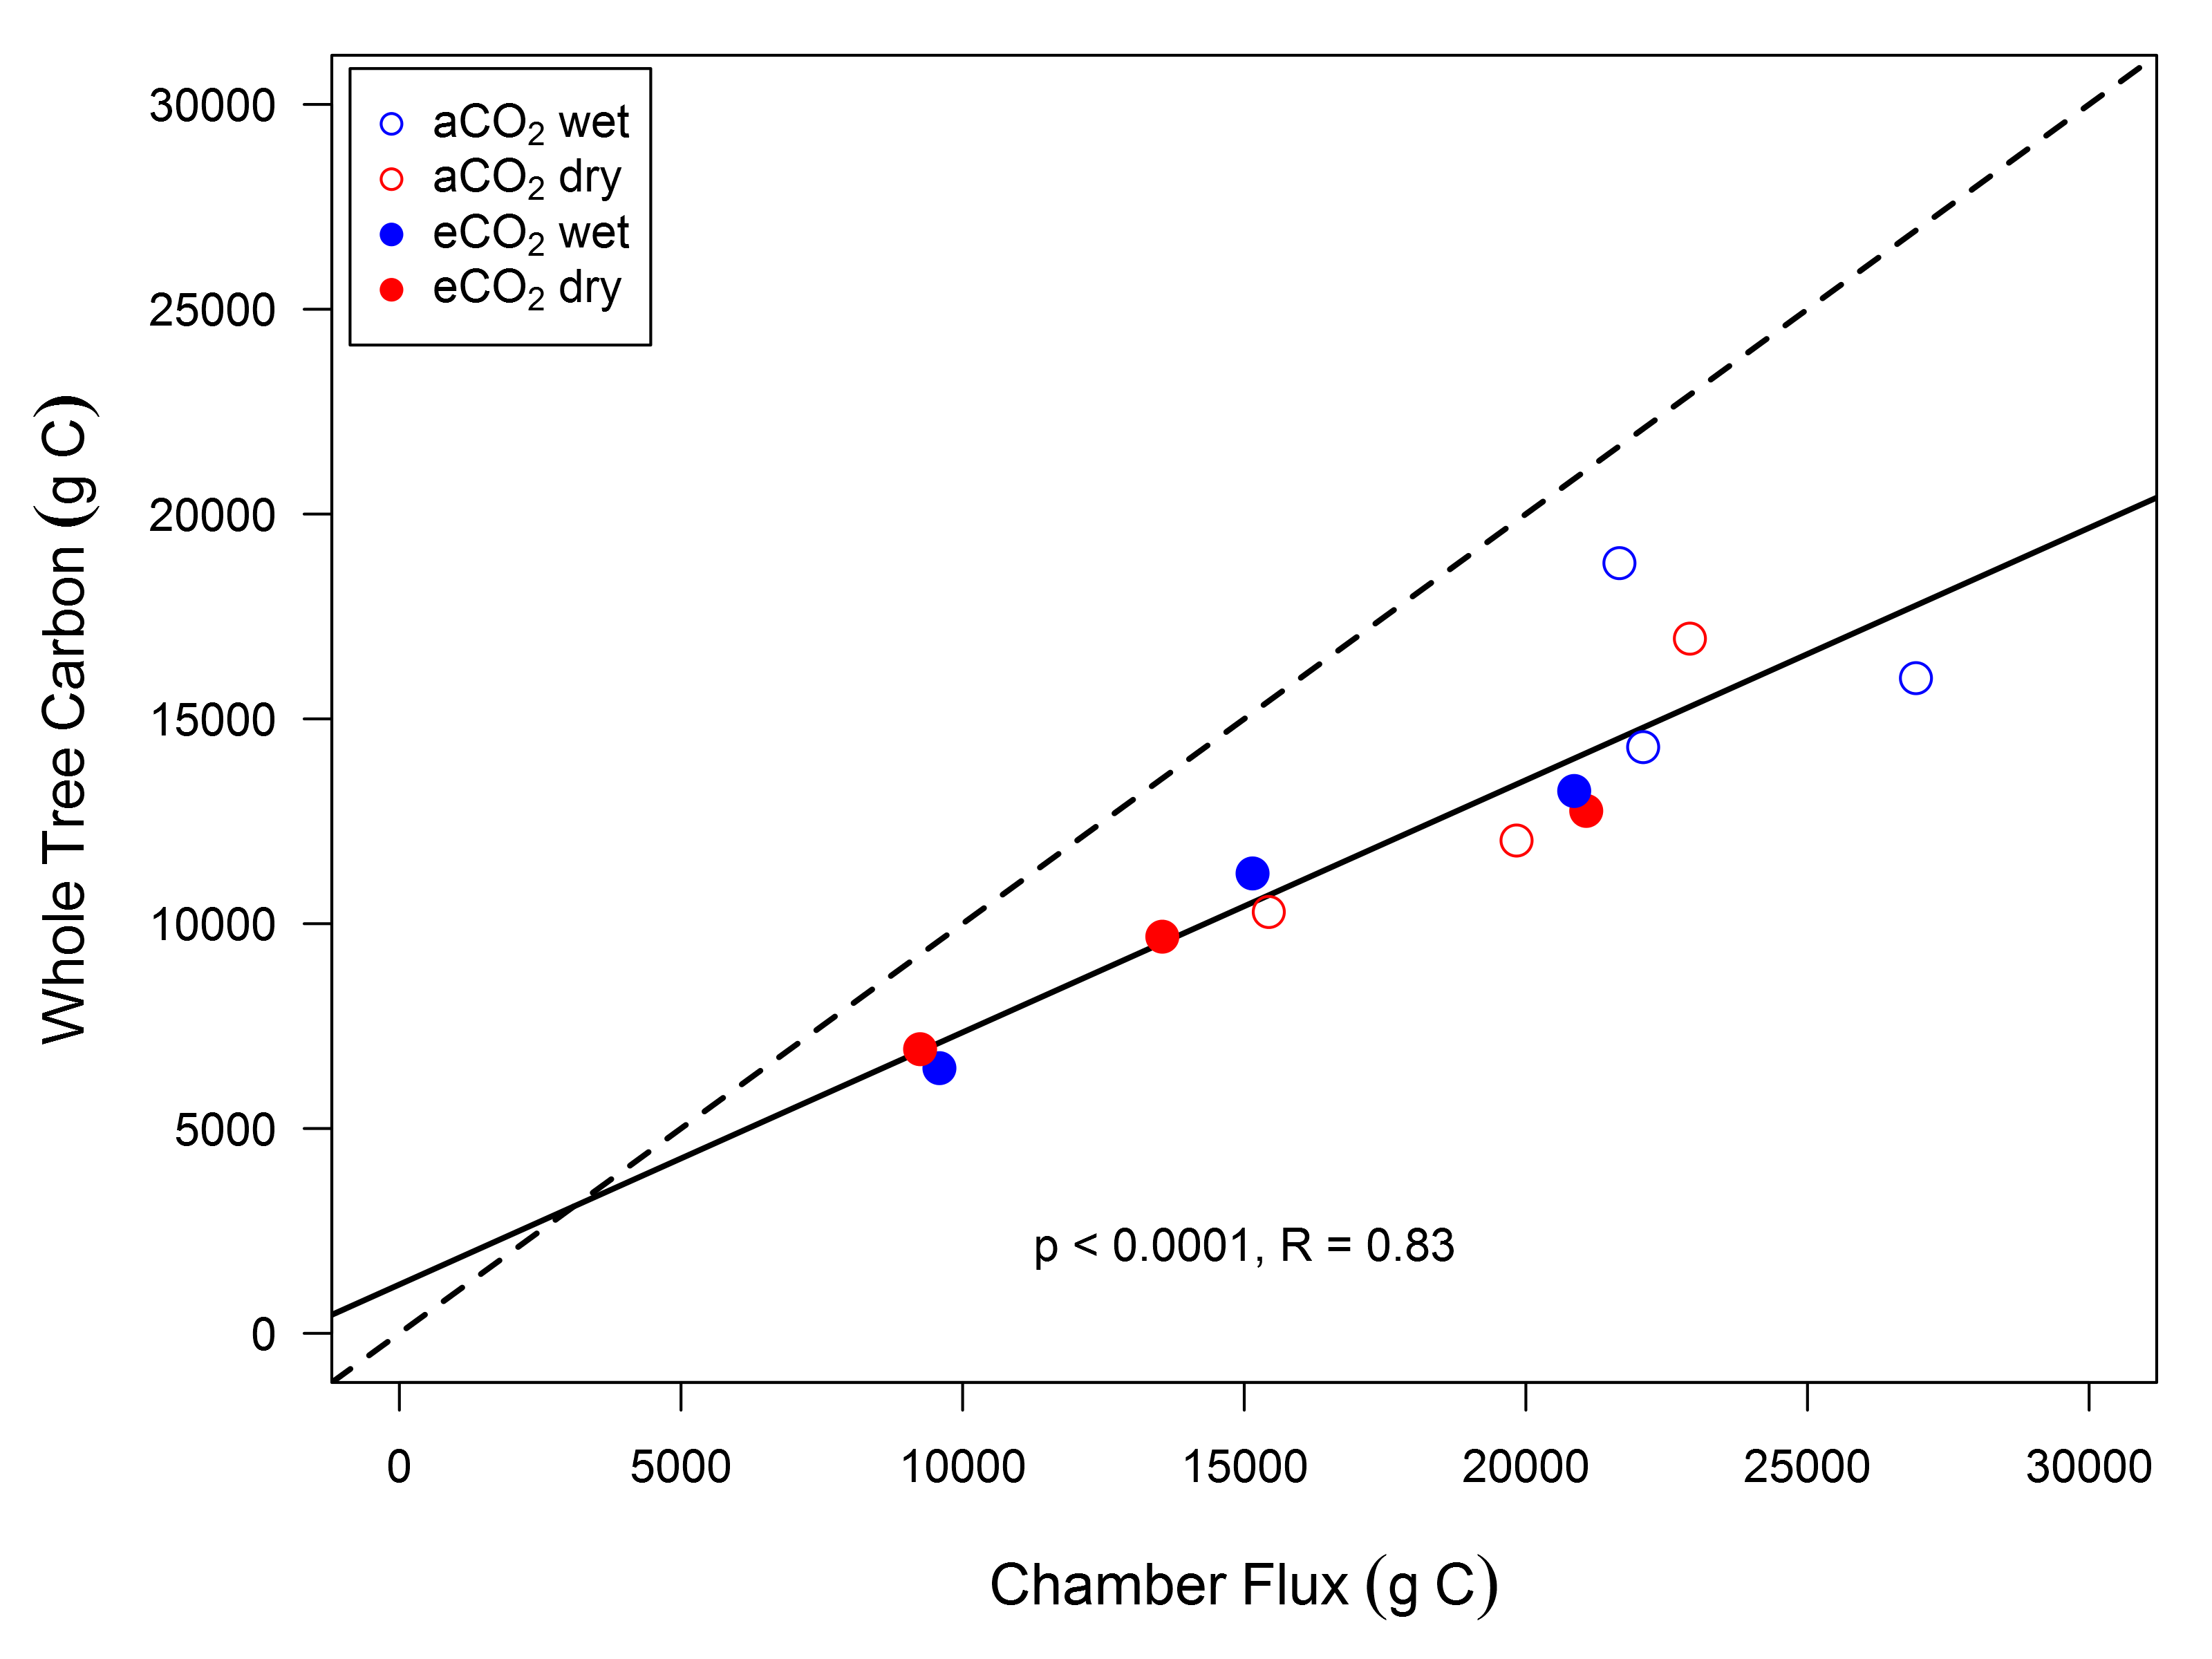 Whole Tree Carbon (g C)
30000
25000
20000
15000
10000
5000
0
aCO₂ wet
aCO₂ dry
eCO₂ wet
eCO₂ dry
p < 0.0001, R = 0.83
0 5000 10000 15000 20000 25000 30000
Chamber Flux (g C)